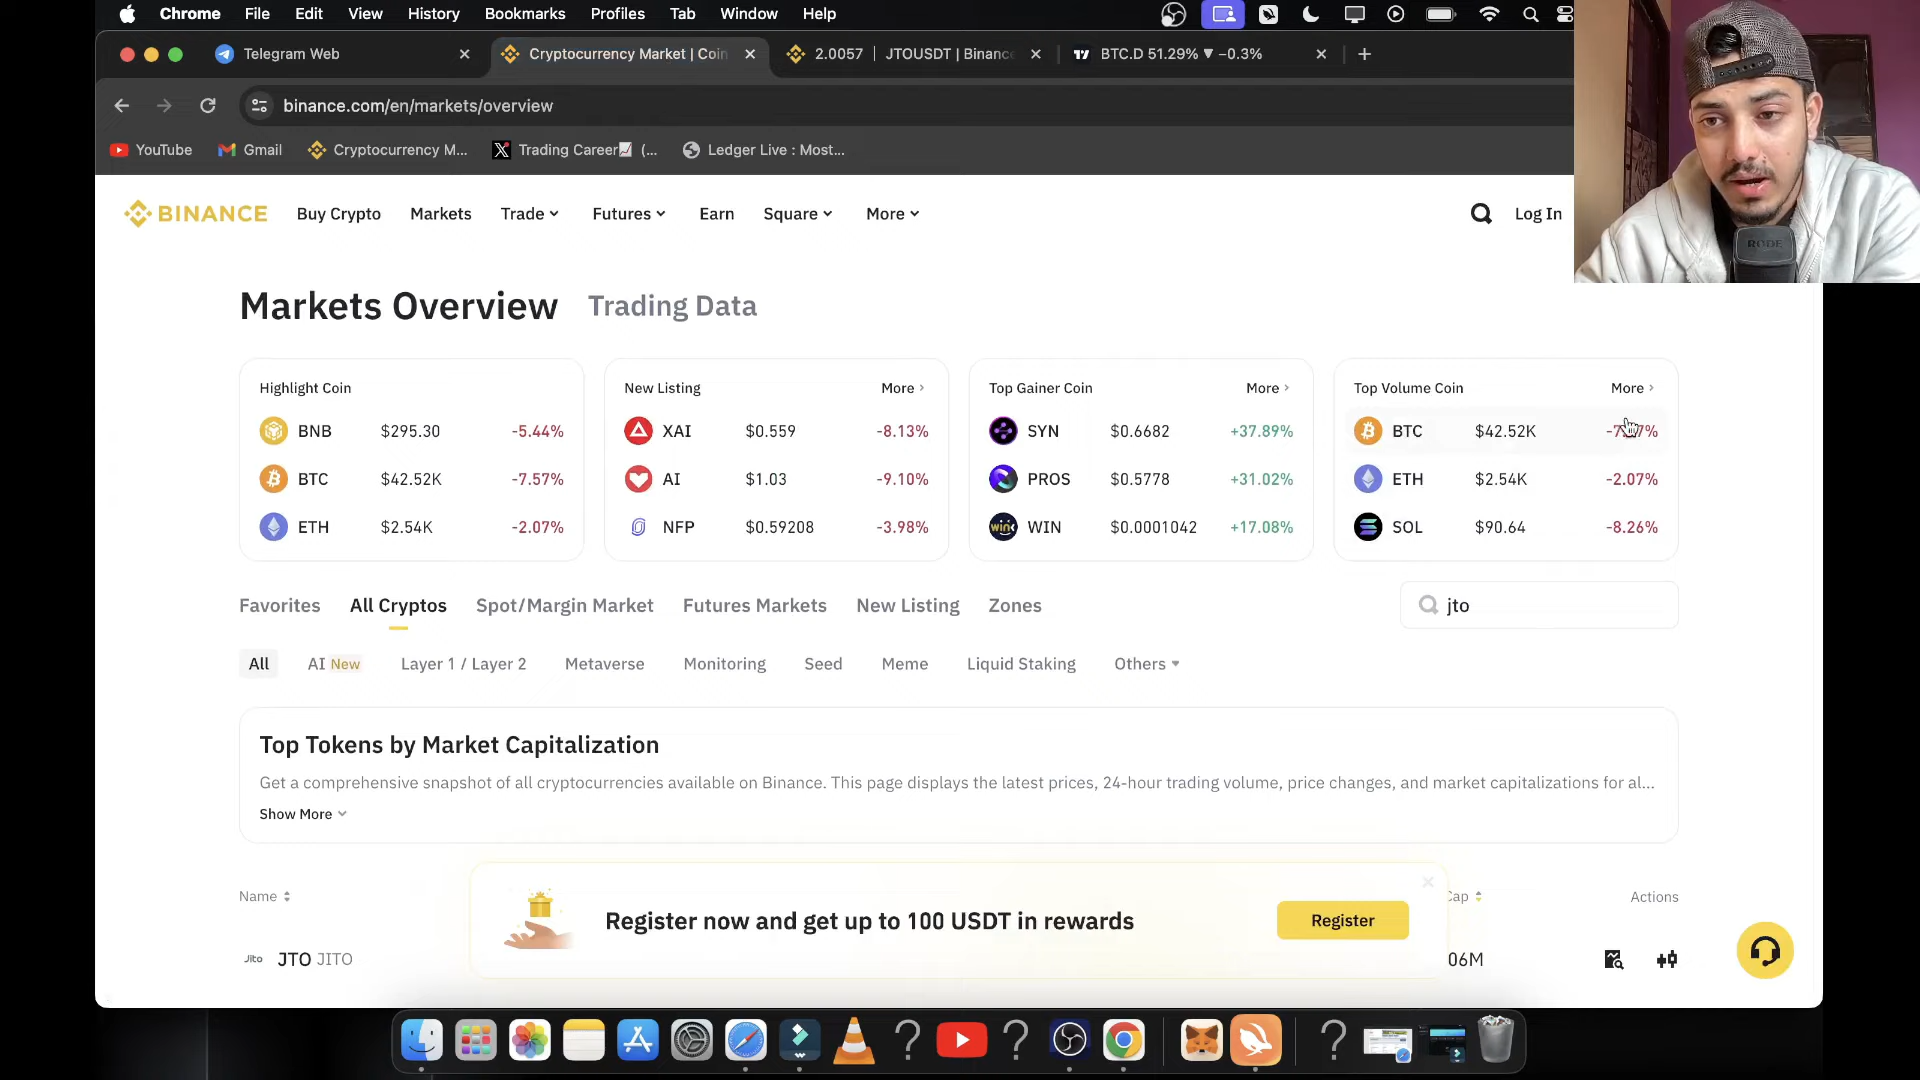 Chrome File Edit View History Bookmarks Profiles Tab Window Help
Telegram Web
Cryptocurrency Market | Coin
2.0057 | JTOUSDT | Binance
BTC.D 51.29% ▼ −0.3%
binance.com/en/markets/overview
YouTube
Gmail
Cryptocurrency M...
Trading Career📈 (...
Ledger Live : Most...
BINANCE
Buy Crypto
Markets
Trade
Futures
Earn
Square
More
Log In
RODE
Markets Overview
Trading Data
Highlight Coin
BNB $295.30 -5.44%
BTC $42.52K -7.57%
ETH $2.54K -2.07%
New Listing More
XAI $0.559 -8.13%
AI $1.03 -9.10%
NFP $0.59208 -3.98%
Top Gainer Coin More
SYN $0.6682 +37.89%
PROS $0.5778 +31.02%
WIN $0.0001042 +17.08%
Top Volume Coin More
BTC $42.52K
ETH $2.54K -2.07%
SOL $90.64 -8.26%
Favorites All Cryptos Spot/Margin Market Futures Markets New Listing Zones
jto
All AI New Layer 1 / Layer 2 Metaverse Monitoring Seed Meme Liquid Staking Others
Top Tokens by Market Capitalization
Get a comprehensive snapshot of all cryptocurrencies available on Binance. This page displays the latest prices, 24-hour trading volume, price changes, and market capitalizations for al...
Show More
Name
Cap
Actions
Register now and get up to 100 USDT in rewards
Register
Jito JTO JITO
06M